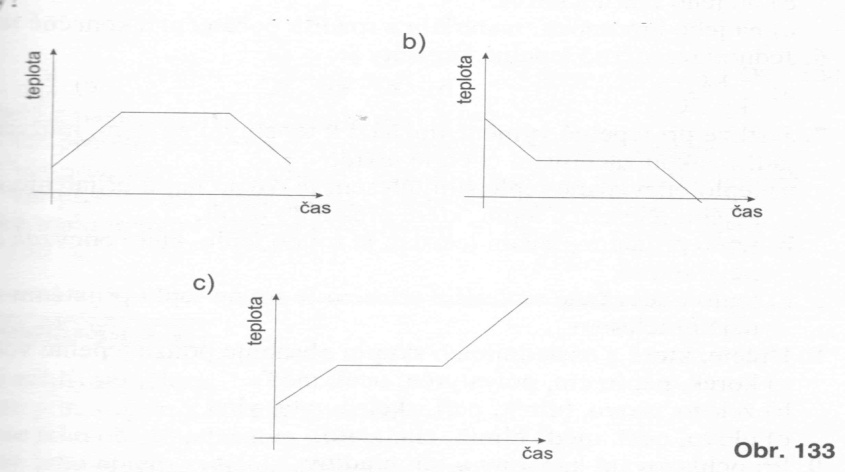 teplota
čas
b)
teplota
čas
c)
teplota
čas
Obr. 133